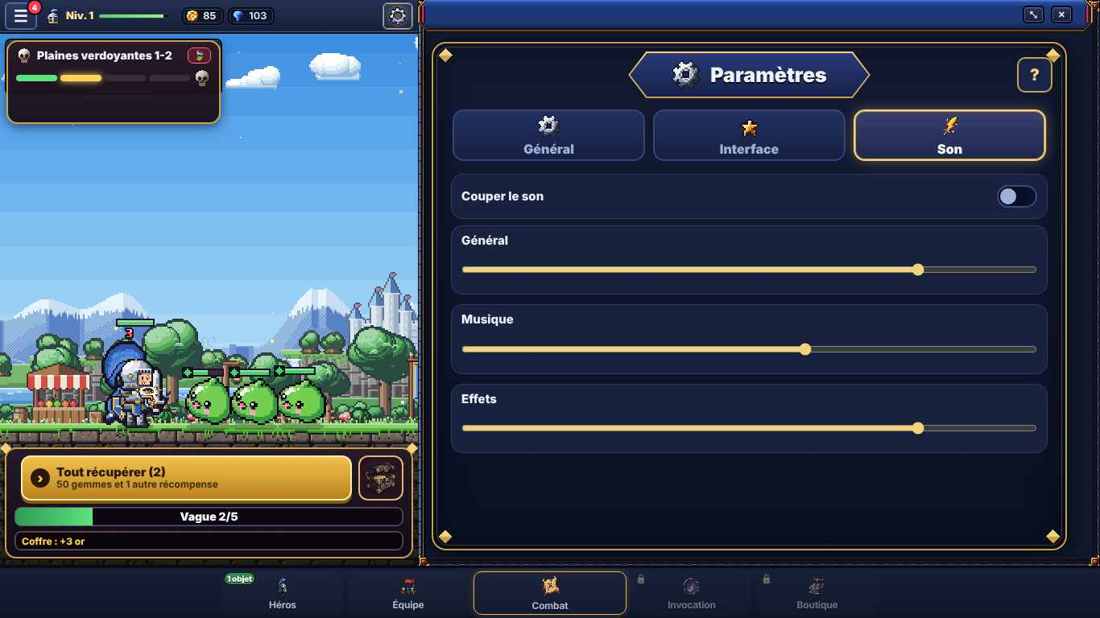 4
Niv. 1
85
103
Plaines verdoyantes 1-2
3
Tout récupérer (2)
50 gemmes et 1 autre récompense
Vague 2/5
Coffre : +3 or
Paramètres
?
Général
Interface
Son
Couper le son
Général
Musique
Effets
1 objet
Héros
Équipe
Combat
Invocation
Boutique